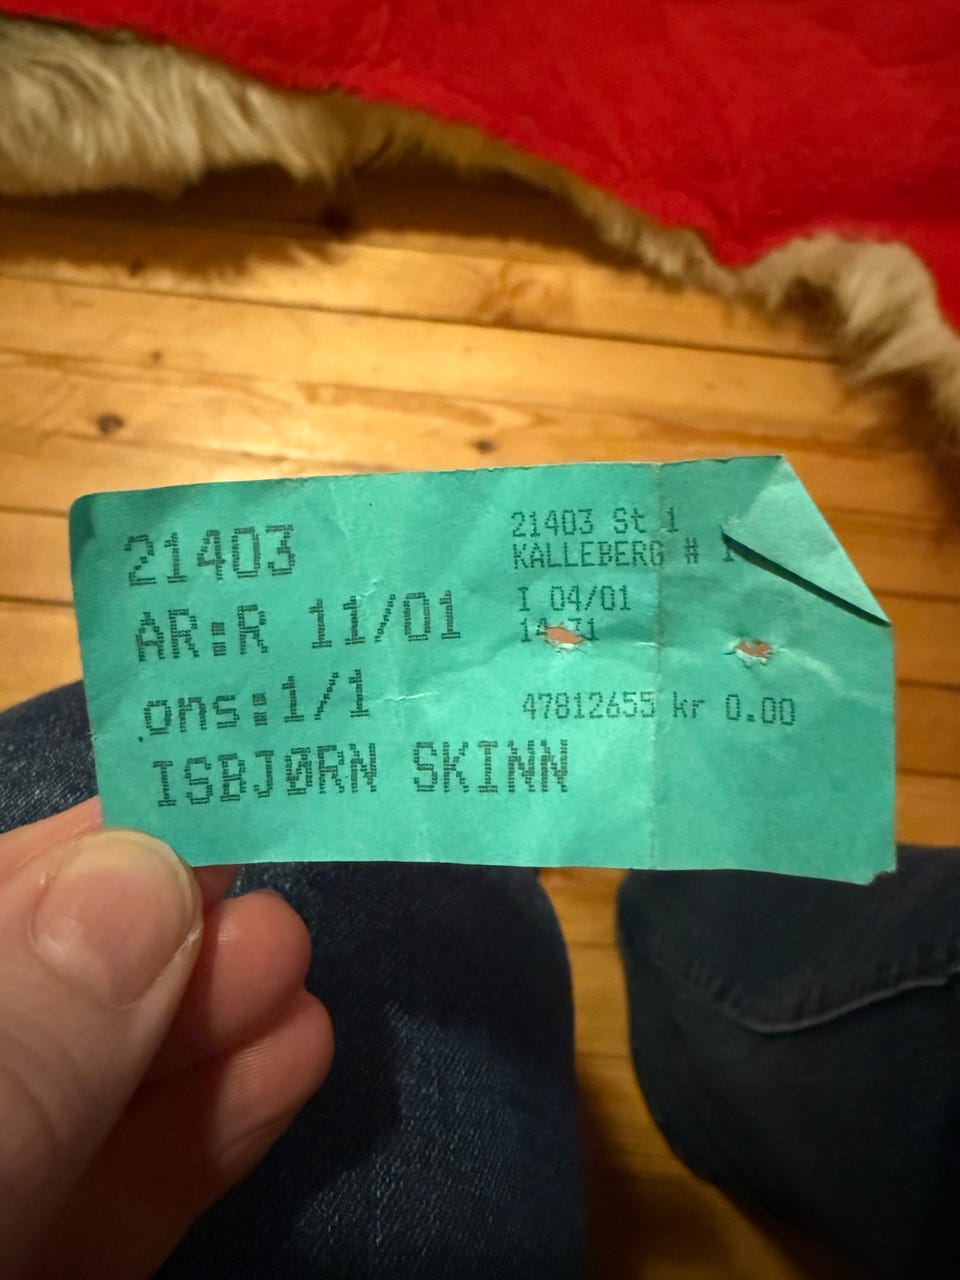 21403
AR:R 11/01
oms:1/1
ISBJØRN SKINN
21403 St 1
KALLEBERG #
I 04/01
47812655 kr 0.00